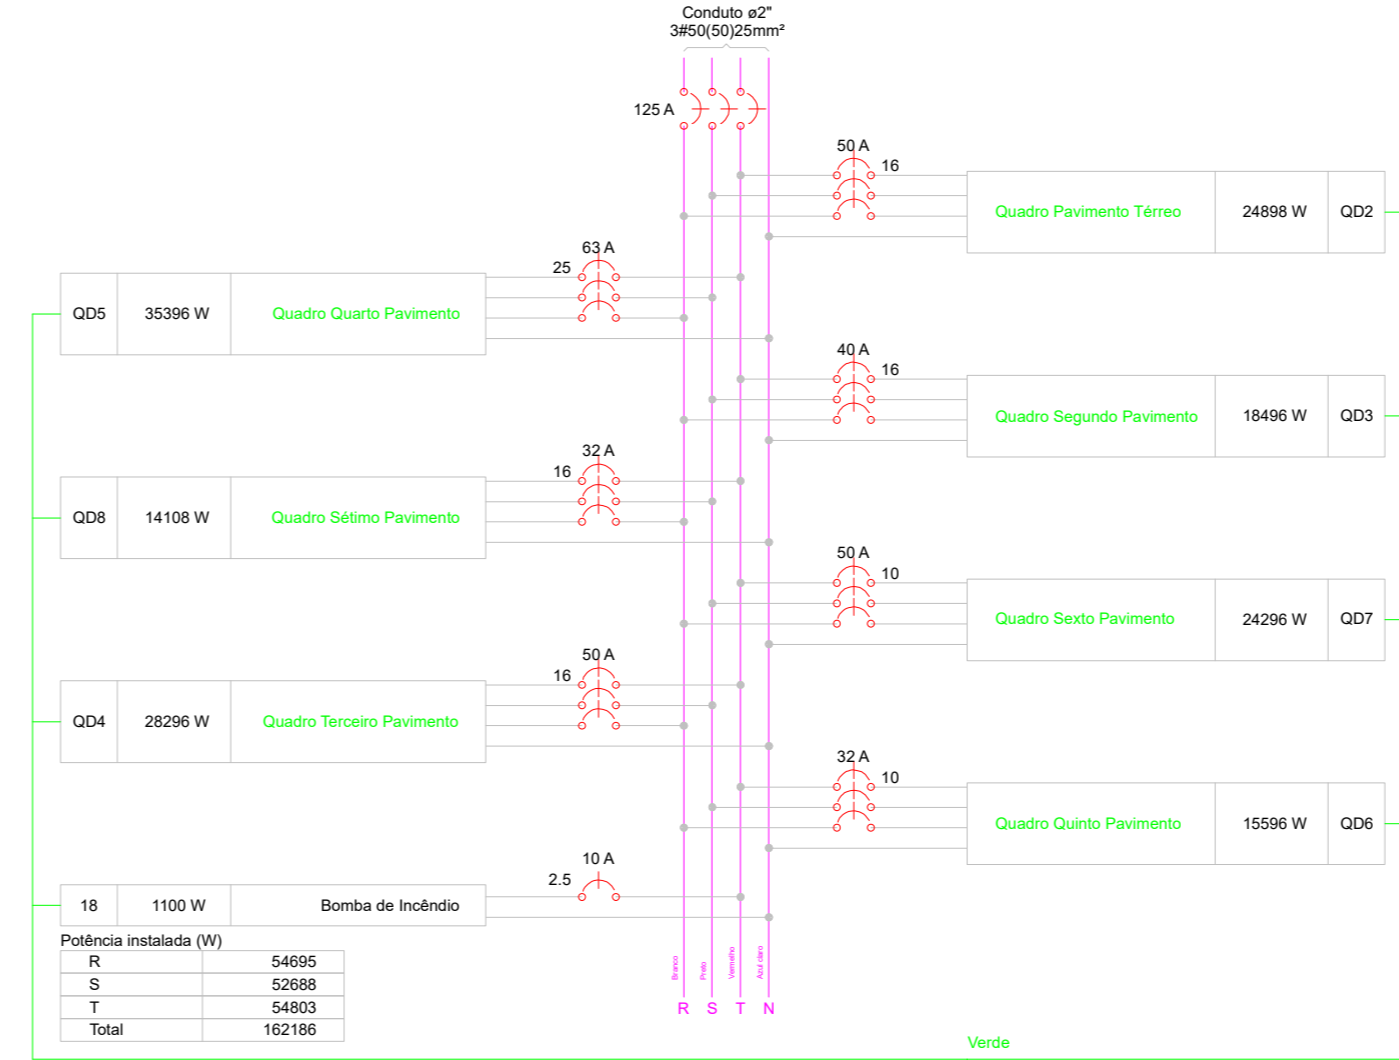 Conduto ø2"
3#50(50)25mm²
125 A
50 A
16
Quadro Pavimento Térreo 24898 W QD2
63 A
25
QD5 35396 W Quadro Quarto Pavimento
40 A
16
Quadro Segundo Pavimento 18496 W QD3
32 A
16
QD8 14108 W Quadro Sétimo Pavimento
50 A
10
Quadro Sexto Pavimento 24296 W QD7
50 A
16
QD4 28296 W Quadro Terceiro Pavimento
32 A
10
Quadro Quinto Pavimento 15596 W QD6
10 A
2.5
18 1100 W Bomba de Incêndio
Potência instalada (W)
R 54695
S 52688
T 54803
Total 162186
Branco
Preto
Vermelho
Azul claro
R S T N
Verde